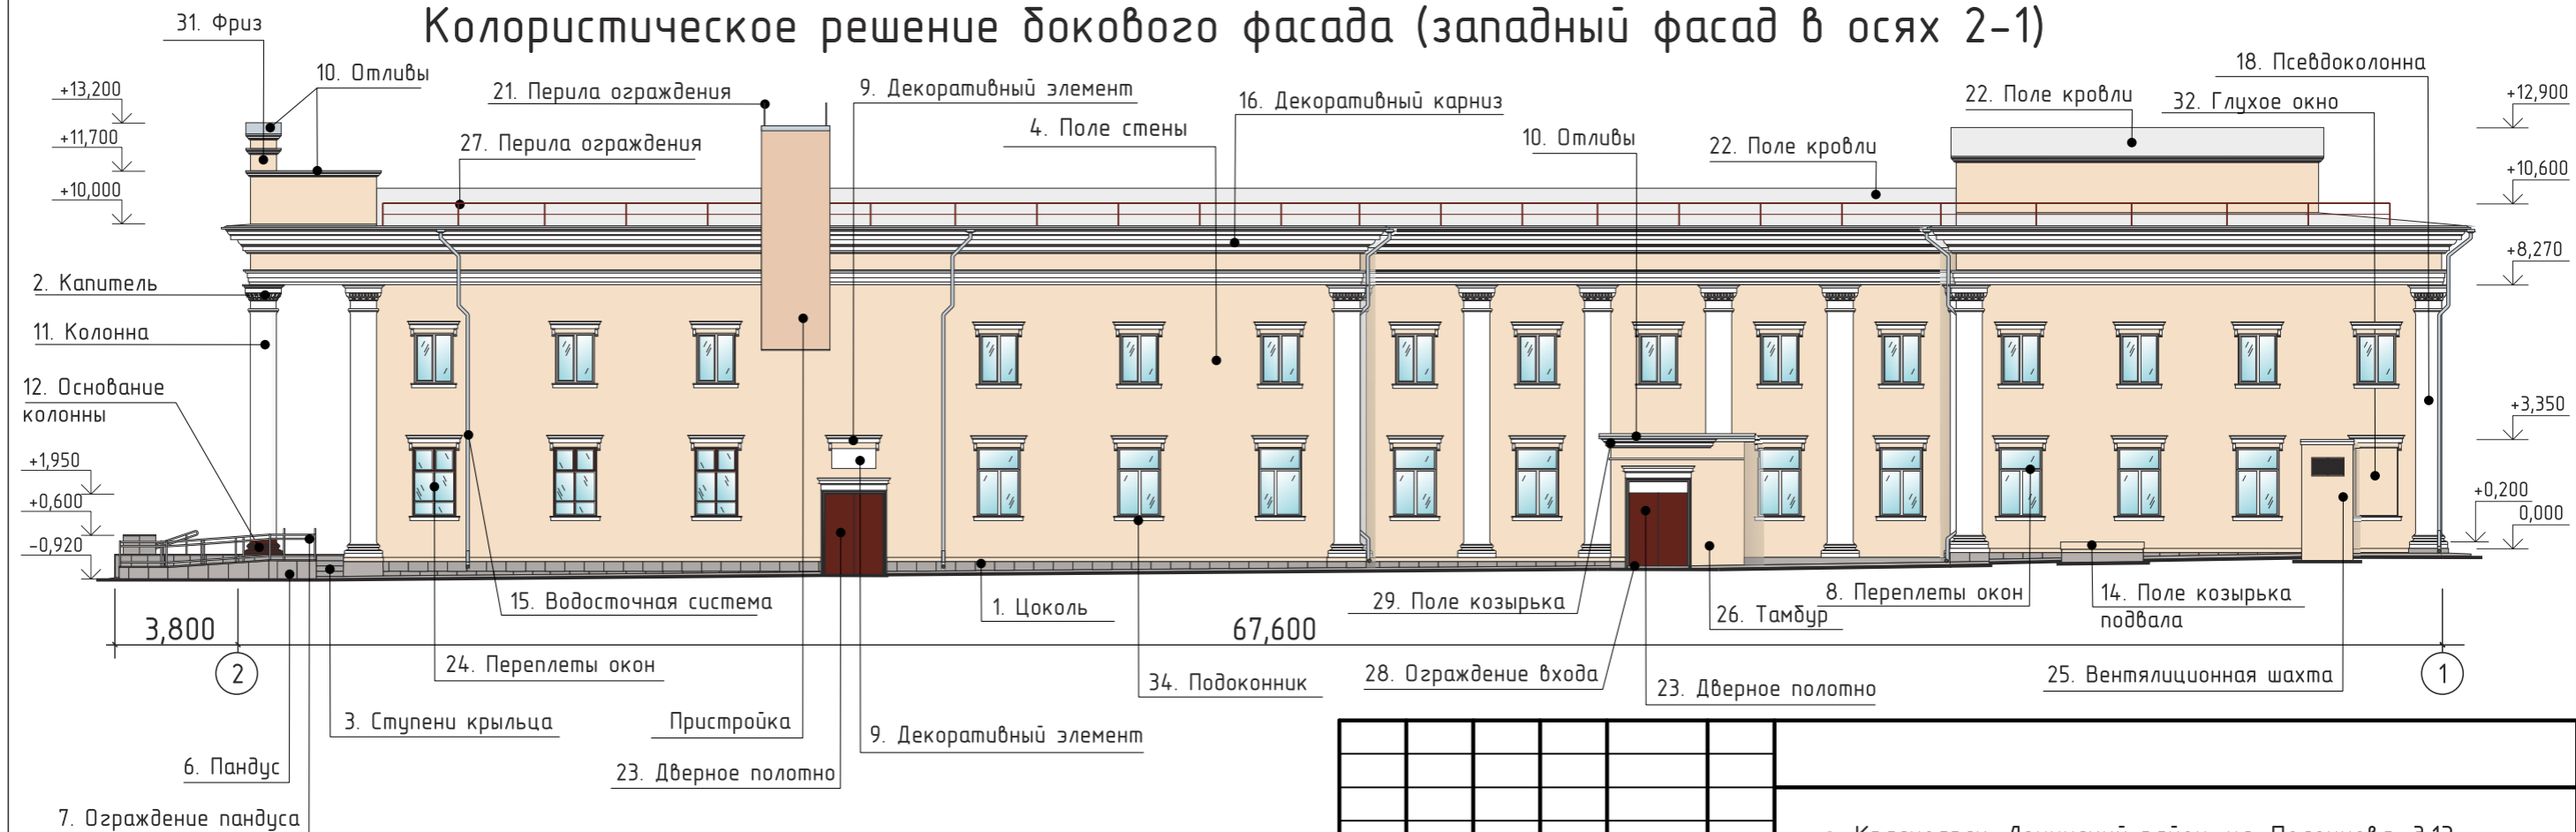 Колористическое решение бокового фасада (западный фасад в осях 2-1)
31. Фриз
10. Отливы
21. Перила ограждения
9. Декоративный элемент
16. Декоративный карниз
18. Псевдоколонна
22. Поле кровли
32. Глухое окно
4. Поле стены
27. Перила ограждения
10. Отливы
22. Поле кровли
+13,200
+11,700
+10,000
+12,900
+10,600
+8,270
2. Капитель
11. Колонна
12. Основание
колонны
+1,950
+0,600
-0,920
+3,350
+0,200
0,000
15. Водосточная система
1. Цоколь
29. Поле козырька
26. Тамбур
8. Переплеты окон
14. Поле козырька
подвала
3,800
67,600
2
1
24. Переплеты окон
34. Подоконник
28. Ограждение входа
23. Дверное полотно
25. Вентялиционная шахта
3. Ступени крыльца
Пристройка
9. Декоративный элемент
6. Пандус
23. Дверное полотно
7. Ограждение пандуса